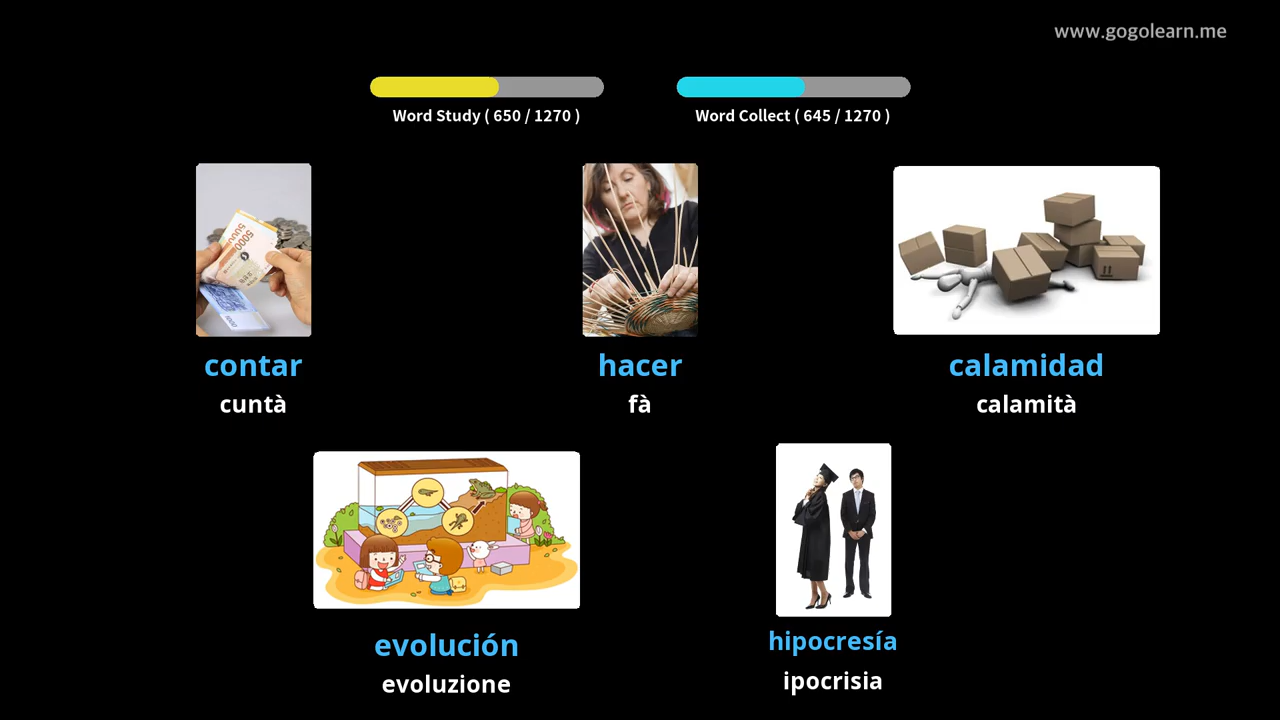 www.gogolearn.me
Word Study ( 650 / 1270 )
Word Collect ( 645 / 1270 )
contar
cuntà
hacer
fà
calamidad
calamità
evolución
evoluzione
hipocresía
ipocrisia